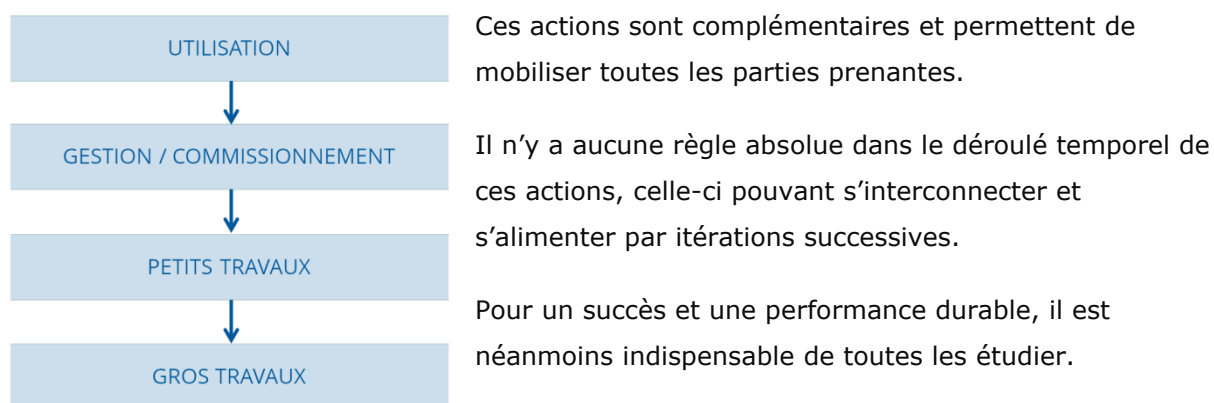 UTILISATION
GESTION / COMMISSIONNEMENT
PETITS TRAVAUX
GROS TRAVAUX
Ces actions sont complémentaires et permettent de
mobiliser toutes les parties prenantes.
Il n’y a aucune règle absolue dans le déroulé temporel de
ces actions, celle-ci pouvant s’interconnecter et
s’alimenter par itérations successives.
Pour un succès et une performance durable, il est
néanmoins indispensable de toutes les étudier.